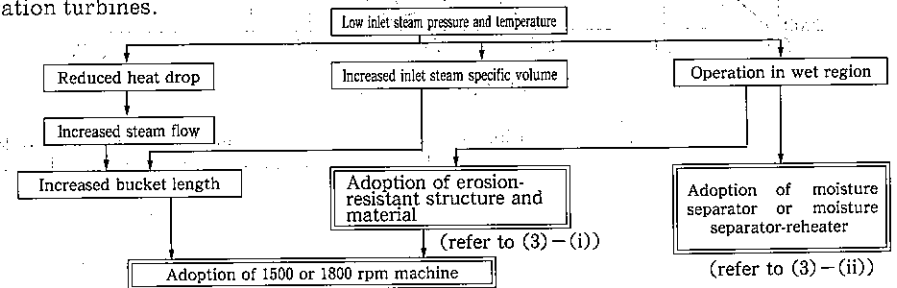 ation turbines.
Low inlet steam pressure and temperature
Reduced heat drop
Increased inlet steam specific volume
Operation in wet region
Increased steam flow
Increased bucket length
Adoption of erosion-
resistant structure and
material
Adoption of moisture
separator or moisture
separator-reheater
(refer to (3)−(i))
(refer to (3)−(ii))
Adoption of 1500 or 1800 rpm machine